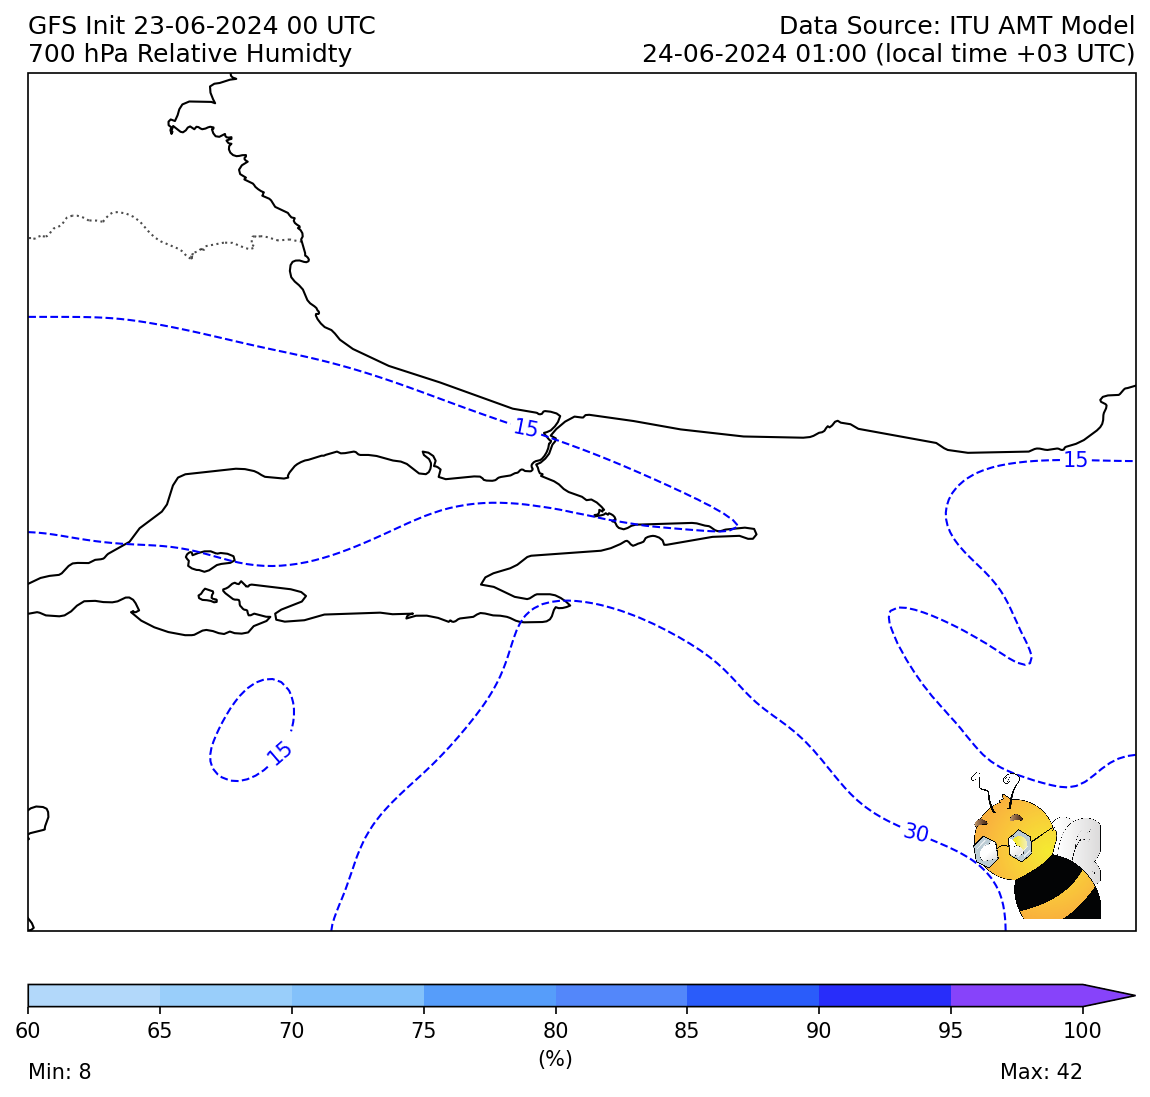 GFS Init 23-06-2024 00 UTC
Data Source: ITU AMT Model
700 hPa Relative Humidty
24-06-2024 01:00 (local time +03 UTC)
15
15
15
30
60 65 70 75 80 85 90 95 100
(%)
Min: 8
Max: 42